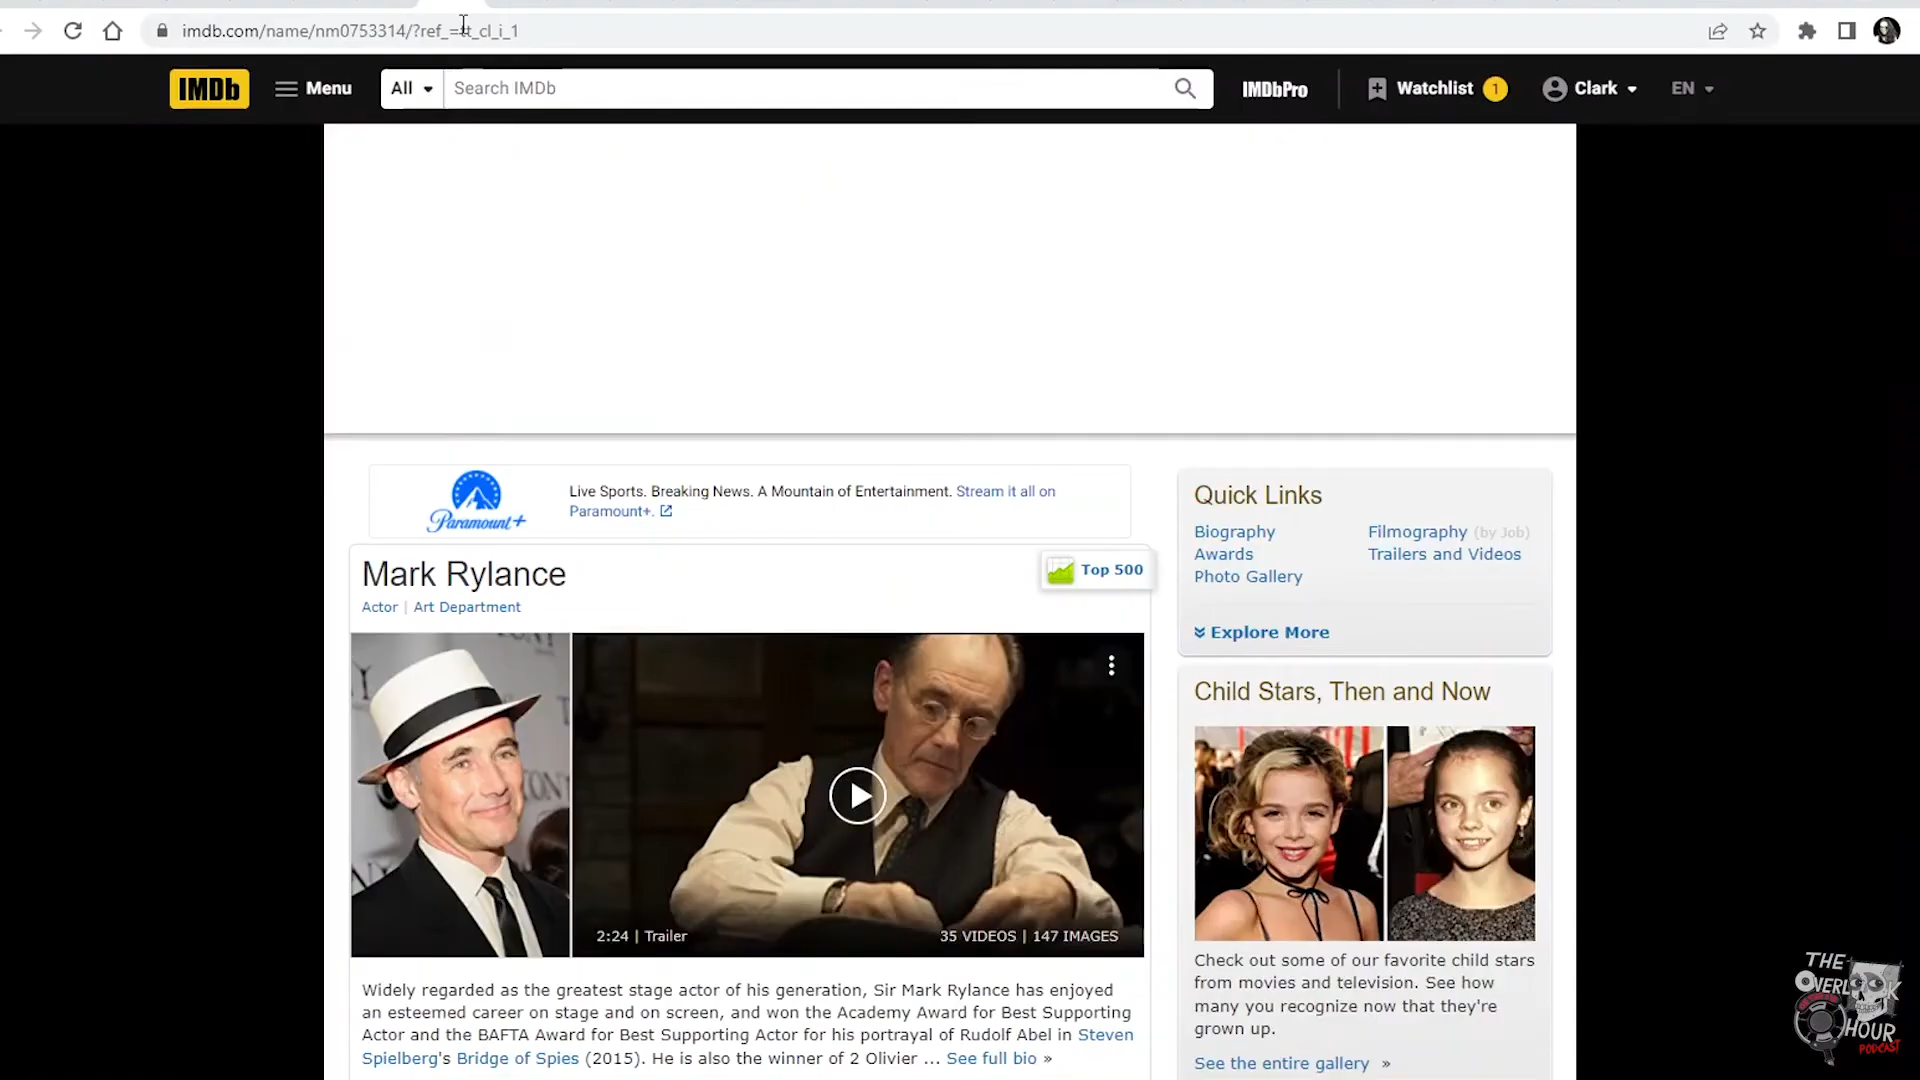 imdb.com/name/nm0753314/?ref_=tt_cl_i_1
IMDb
Menu
All
Search IMDb
IMDbPro
Watchlist
1
Clark
EN
Paramount+
Live Sports. Breaking News. A Mountain of Entertainment. Stream it all on
Paramount+.
Mark Rylance
Actor | Art Department
Top 500
2:24 | Trailer
35 VIDEOS | 147 IMAGES
Widely regarded as the greatest stage actor of his generation, Sir Mark Rylance has enjoyed
an esteemed career on stage and on screen, and won the Academy Award for Best Supporting
Actor and the BAFTA Award for Best Supporting Actor for his portrayal of Rudolf Abel in Steven
Spielberg's Bridge of Spies (2015). He is also the winner of 2 Olivier ... See full bio »
Quick Links
Biography
Awards
Photo Gallery
Filmography (by Job)
Trailers and Videos
Explore More
Child Stars, Then and Now
Check out some of our favorite child stars
from movies and television. See how
many you recognize now that they're
grown up.
See the entire gallery »
THE
OVERLOOK
HOUR
PODCAST